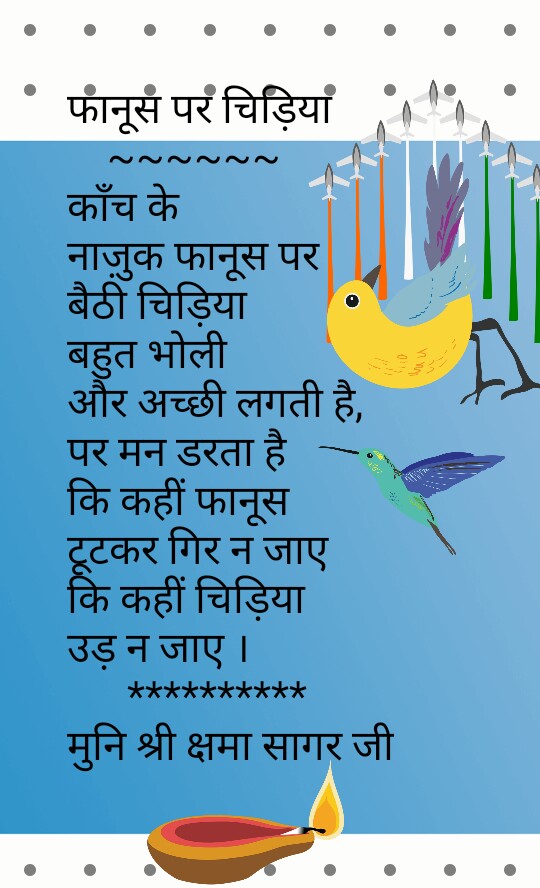 फानूस पर चिड़िया
~~~~~~
काँच के
नाज़ुक फानूस पर
बैठी चिड़िया
बहुत भोली
और अच्छी लगती है,
पर मन डरता है
कि कहीं फानूस
टूटकर गिर न जाए
कि कहीं चिड़िया
उड़ न जाए ।
**********
मुनि श्री क्षमा सागर जी